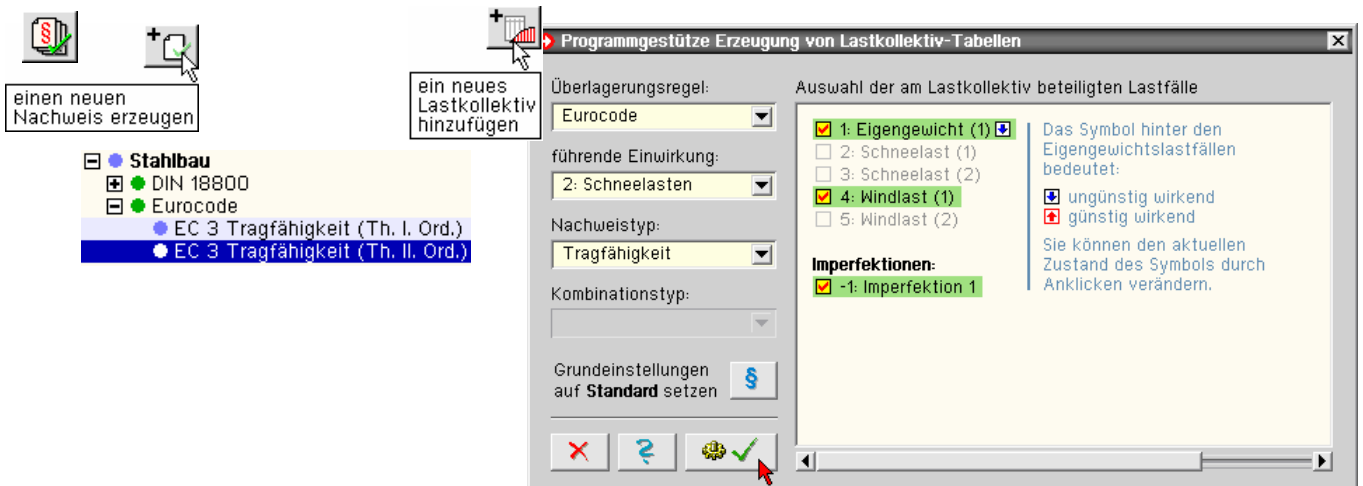 einen neuen
Nachweis erzeugen
Stahlbau
DIN 18800
Eurocode
EC 3 Tragfähigkeit (Th. I. Ord.)
EC 3 Tragfähigkeit (Th. II. Ord.)
ein neues
Lastkollektiv
hinzufügen
Programmgestütze Erzeugung von Lastkollektiv-Tabellen
Überlagerungsregel:
Eurocode
führende Einwirkung:
2: Schneelasten
Nachweistyp:
Tragfähigkeit
Kombinationstyp:
Grundeinstellungen
auf Standard setzen
§
Auswahl der am Lastkollektiv beteiligten Lastfälle
1: Eigengewicht (1)
2: Schneelast (1)
3: Schneelast (2)
4: Windlast (1)
5: Windlast (2)
Imperfektionen:
-1: Imperfektion 1
Das Symbol hinter den
Eigengewichtslastfällen
bedeutet:
ungünstig wirkend
günstig wirkend
Sie können den aktuellen
Zustand des Symbols durch
Anklicken verändern.